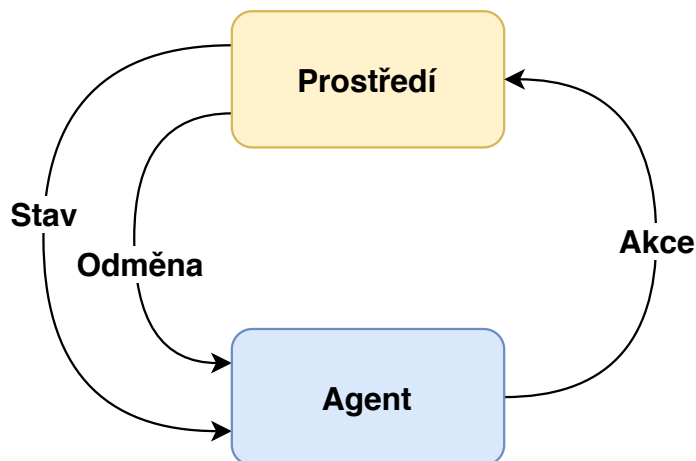 Prostředí
Stav
Odměna
Akce
Agent